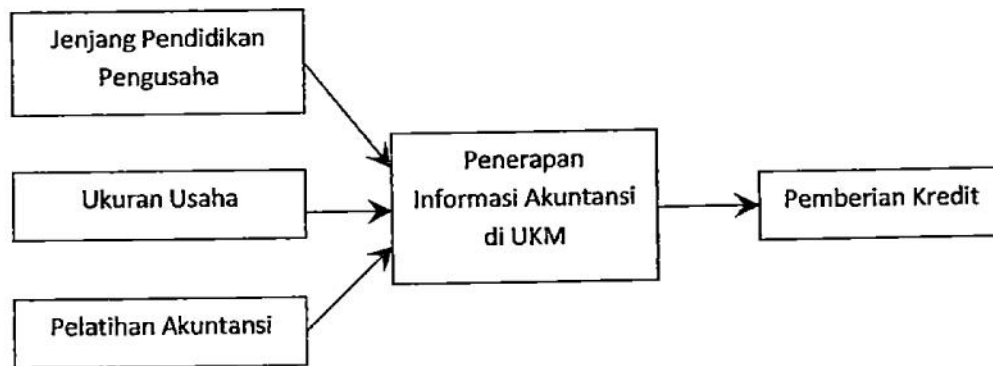 Jenjang Pendidikan
Pengusaha
Ukuran Usaha
Pelatihan Akuntansi
Penerapan
Informasi Akuntansi
di UKM
Pemberian Kredit